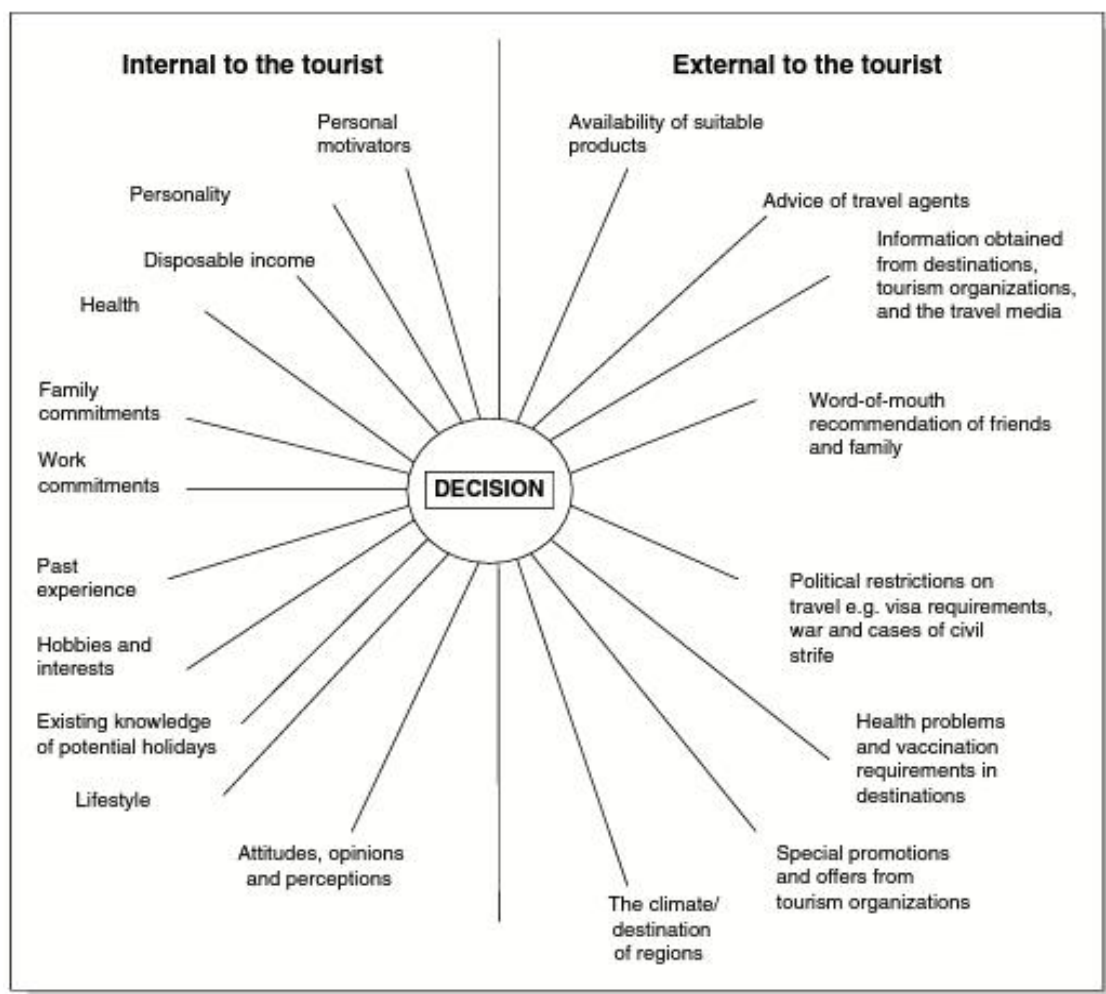 Internal to the tourist
External to the tourist
Personal
motivators
Personality
Disposable income
Health
Family
commitments
Work
commitments
Past
experience
Hobbies and
interests
Existing knowledge
of potential holidays
Lifestyle
Attitudes, opinions
and perceptions
DECISION
Availability of suitable
products
Advice of travel agents
Information obtained
from destinations,
tourism organizations,
and the travel media
Word-of-mouth
recommendation of friends
and family
Political restrictions on
travel e.g. visa requirements,
war and cases of civil
strife
Health problems
and vaccination
requirements in
destinations
Special promotions
and offers from
tourism organizations
The climate/
destination
of regions